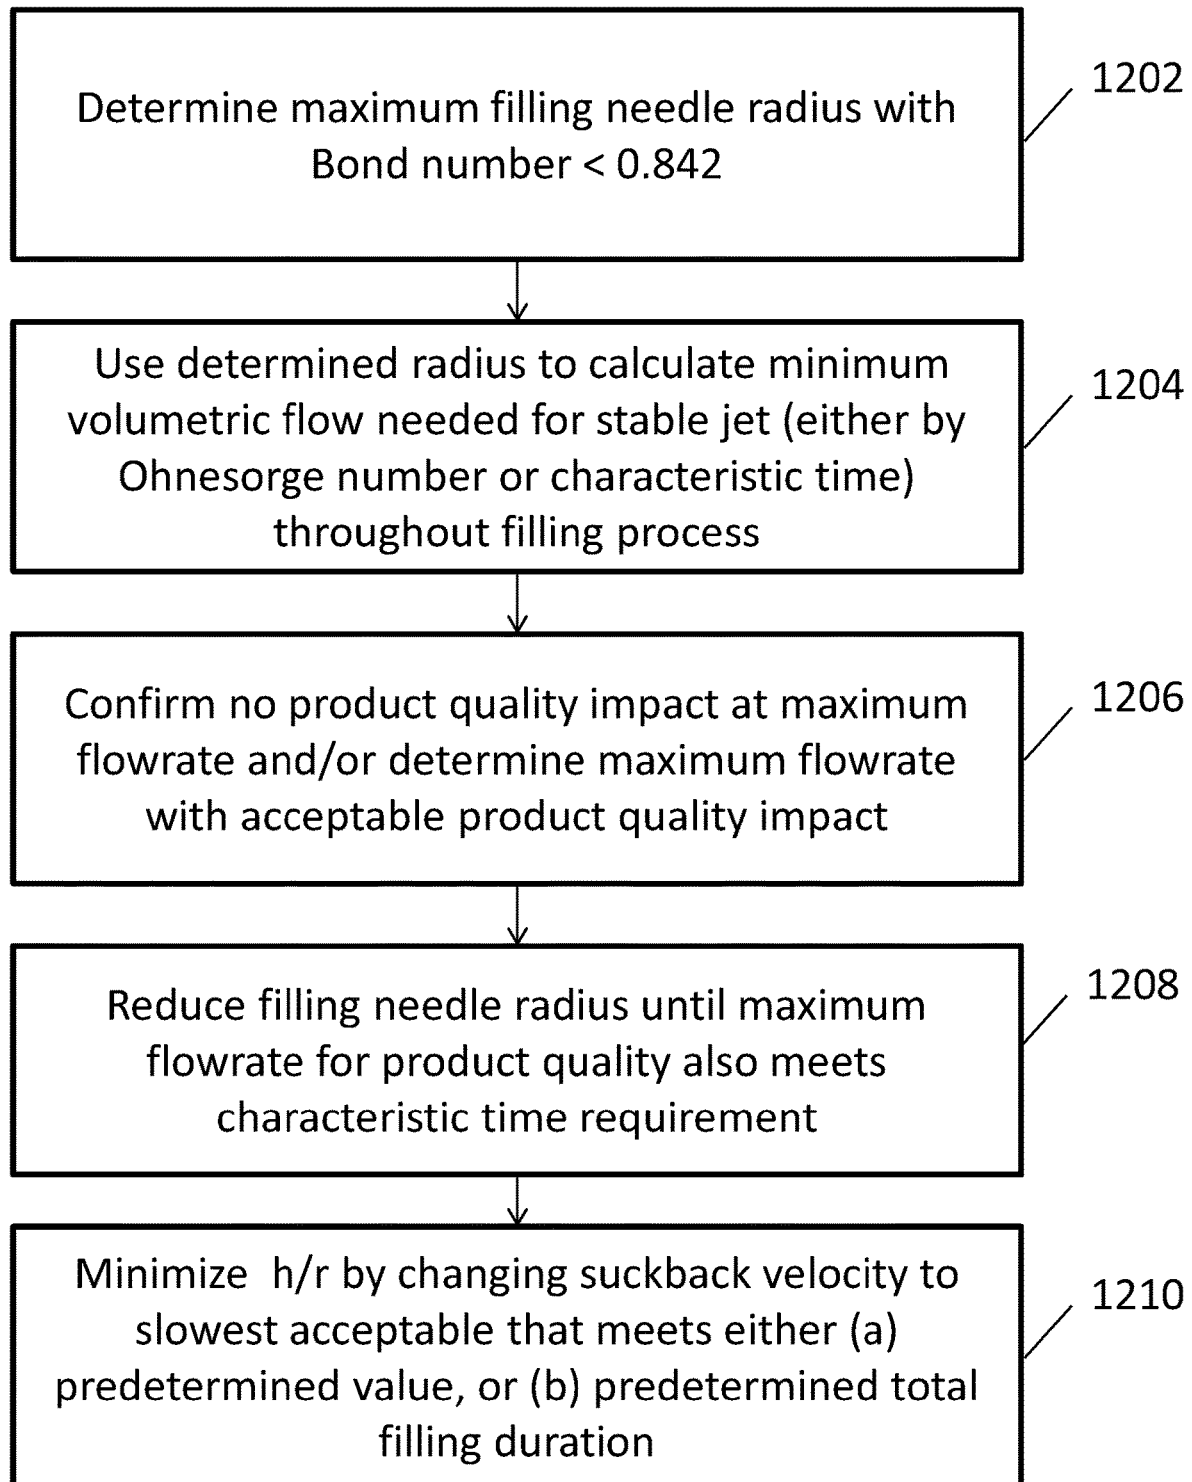 Determine maximum filling needle radius with
Bond number < 0.842
1202
Use determined radius to calculate minimum
volumetric flow needed for stable jet (either by
Ohnesorge number or characteristic time)
throughout filling process
1204
Confirm no product quality impact at maximum
flowrate and/or determine maximum flowrate
with acceptable product quality impact
1206
Reduce filling needle radius until maximum
flowrate for product quality also meets
characteristic time requirement
1208
Minimize h/r by changing suckback velocity to
slowest acceptable that meets either (a)
predetermined value, or (b) predetermined total
filling duration
1210